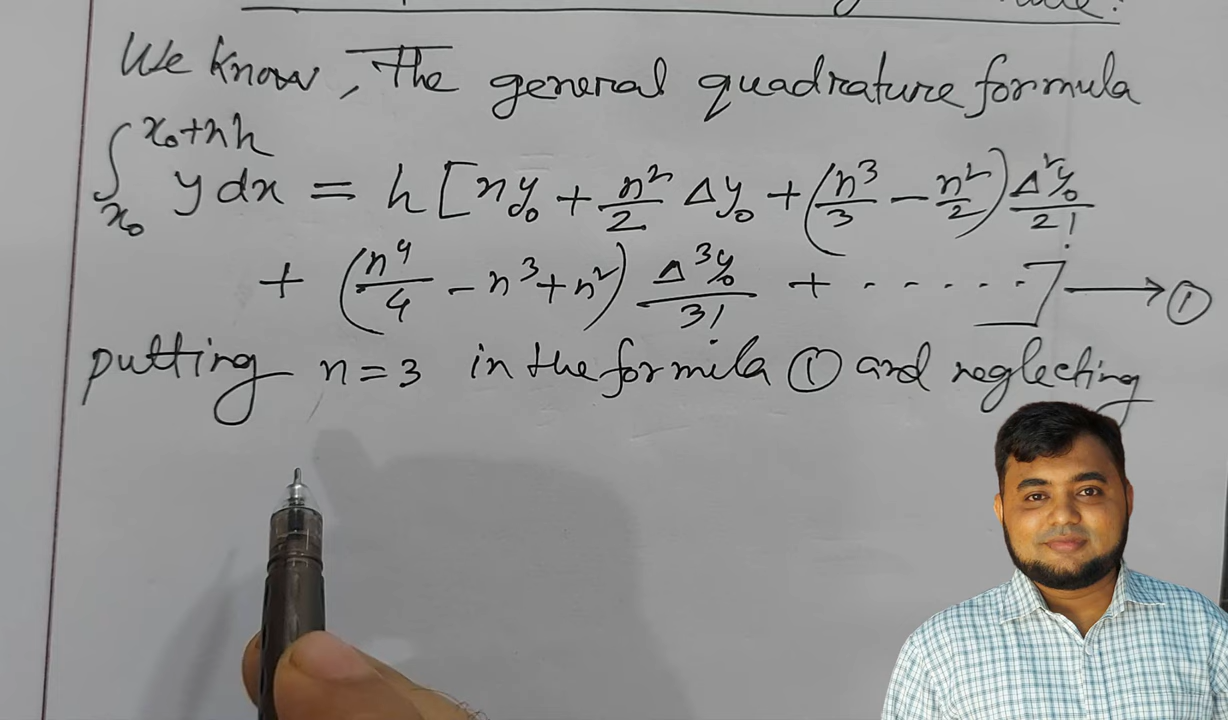 We know, The general quadrature formula
∫_{x₀}^{x₀+nh} y dx = h [ny₀ + n²/2 Δy₀ + (n³/3 − n²/2) Δ²y₀/2!
+ (n⁴/4 − n³ + n²) Δ³y₀/3! + ......] → ①
putting n = 3 in the formila ① and neglecting